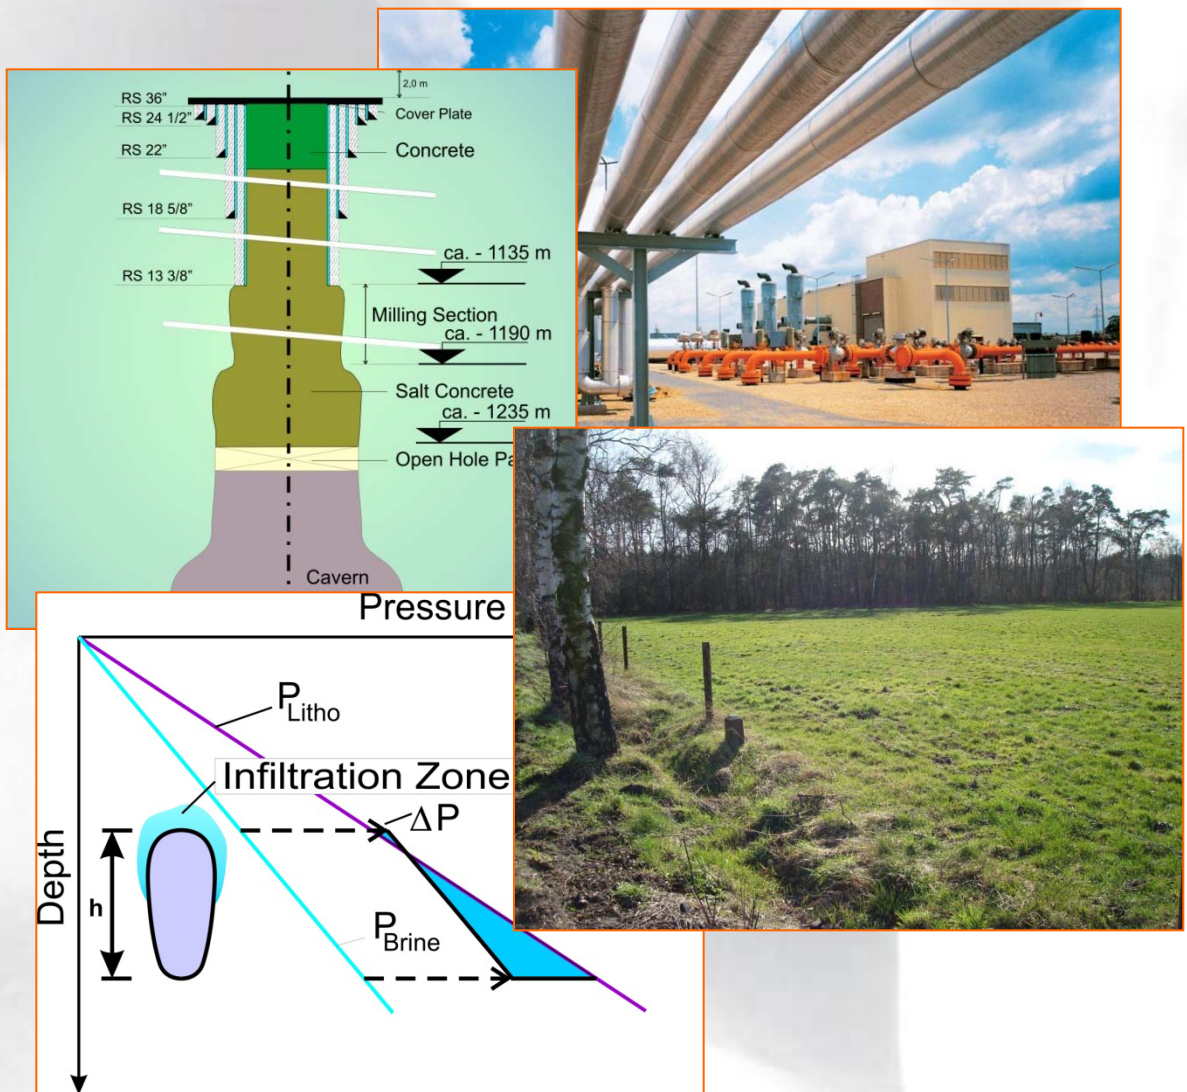 2,0 m
RS 36”
RS 24 1/2”
Cover Plate
Concrete
RS 22”
RS 18 5/8”
ca. - 1135 m
RS 13 3/8”
Milling Section
ca. - 1190 m
Salt Concrete
ca. - 1235 m
Open Hole Pa
Cavern
Pressure
P Litho
Infiltration Zone
ΔP
Depth
h
P Brine